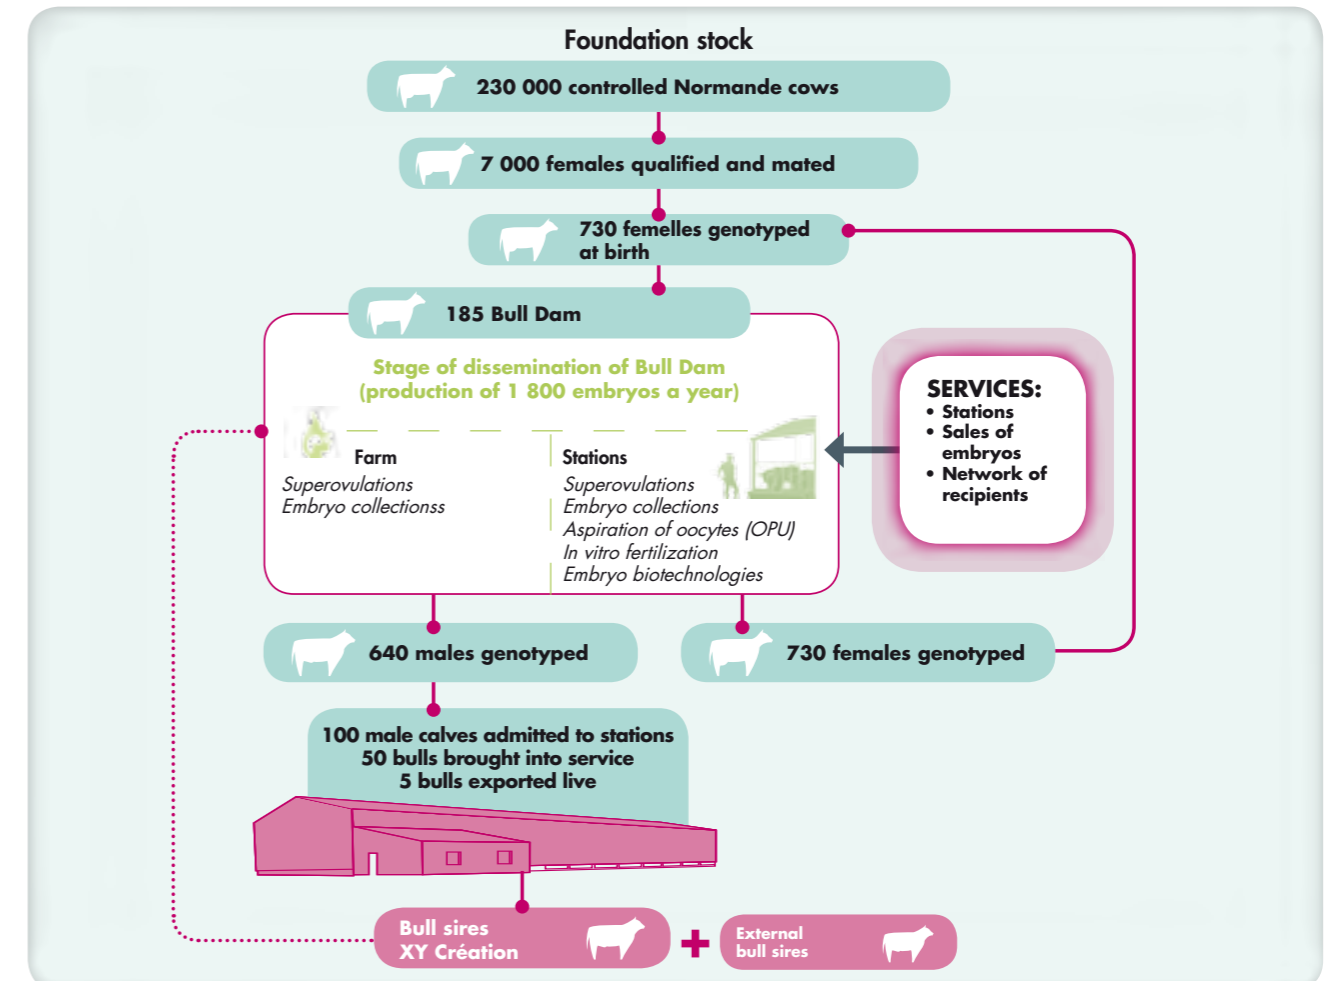 Foundation stock
230 000 controlled Normande cows
7 000 females qualified and mated
730 femelles genotyped
at birth
185 Bull Dam
Stage of dissemination of Bull Dam
(production of 1 800 embryos a year)
Farm
Superovulations
Embryo collectionss
Stations
Superovulations
Embryo collections
Aspiration of oocytes (OPU)
In vitro fertilization
Embryo biotechnologies
SERVICES:
• Stations
• Sales of
embryos
• Network of
recipients
640 males genotyped
730 females genotyped
100 male calves admitted to stations
50 bulls brought into service
5 bulls exported live
Bull sires
XY Création
+
External
bull sires